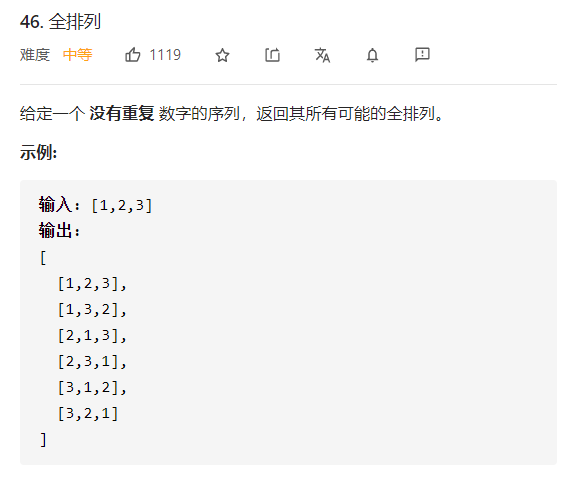 46. 全排列
难度 中等 1119
给定一个 没有重复 数字的序列，返回其所有可能的全排列。
示例:
输入: [1,2,3]
输出:
[
  [1,2,3],
  [1,3,2],
  [2,1,3],
  [2,3,1],
  [3,1,2],
  [3,2,1]
]